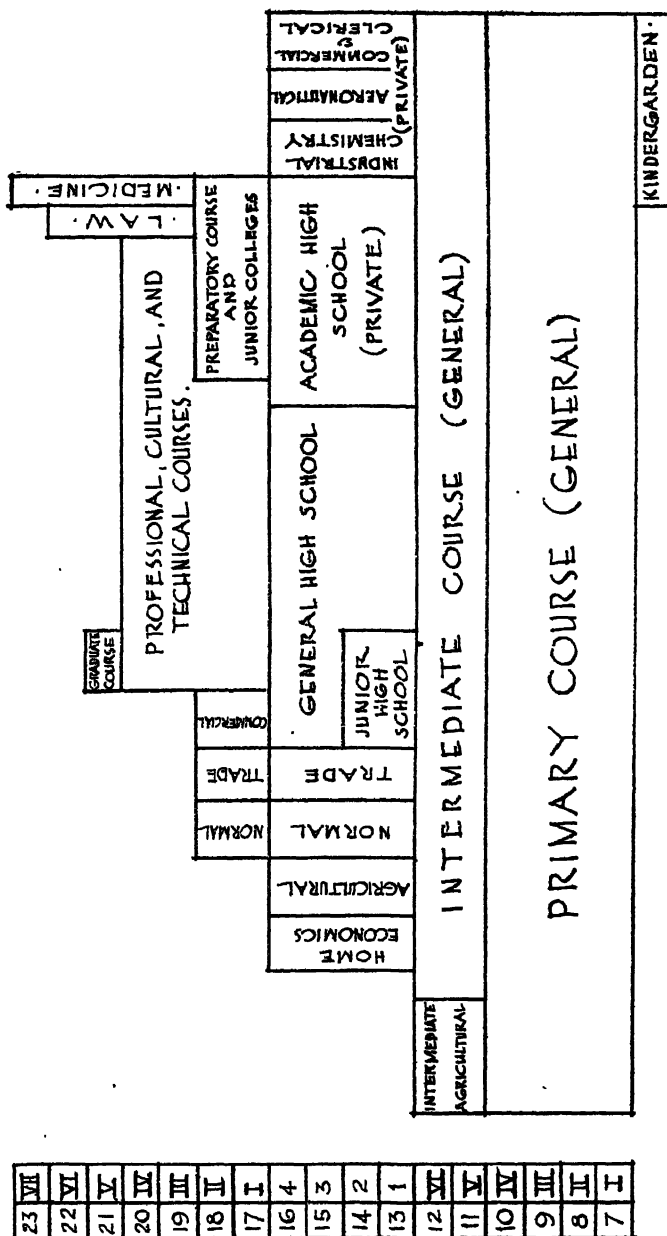 ·MEDICINE·
·LAW·
GRADUATE
COURSE
PROFESSIONAL, CULTURAL, AND
TECHNICAL COURSES.
NORMAL
TRADE
COMMERCIAL
PREPARATORY COURSE
AND
JUNIOR COLLEGES
HOME
ECONOMICS
AGRICULTURAL
NORMAL
TRADE
GENERAL HIGH SCHOOL
JUNIOR
HIGH
SCHOOL
ACADEMIC HIGH
SCHOOL
(PRIVATE)
INDUSTRIAL
CHEMISTRY
AERONAUTICAL
COMMERCIAL
&
CLERICAL
(PRIVATE)
INTERMEDIATE
AGRICULTURAL
INTERMEDIATE COURSE (GENERAL)
PRIMARY COURSE (GENERAL)
KINDERGARDEN.
23 VII
22 VI
21 V
20 IV
19 III
18 II
17 I
16 4
15 3
14 2
13 1
12 VI
11 V
10 IV
9 III
8 II
7 I